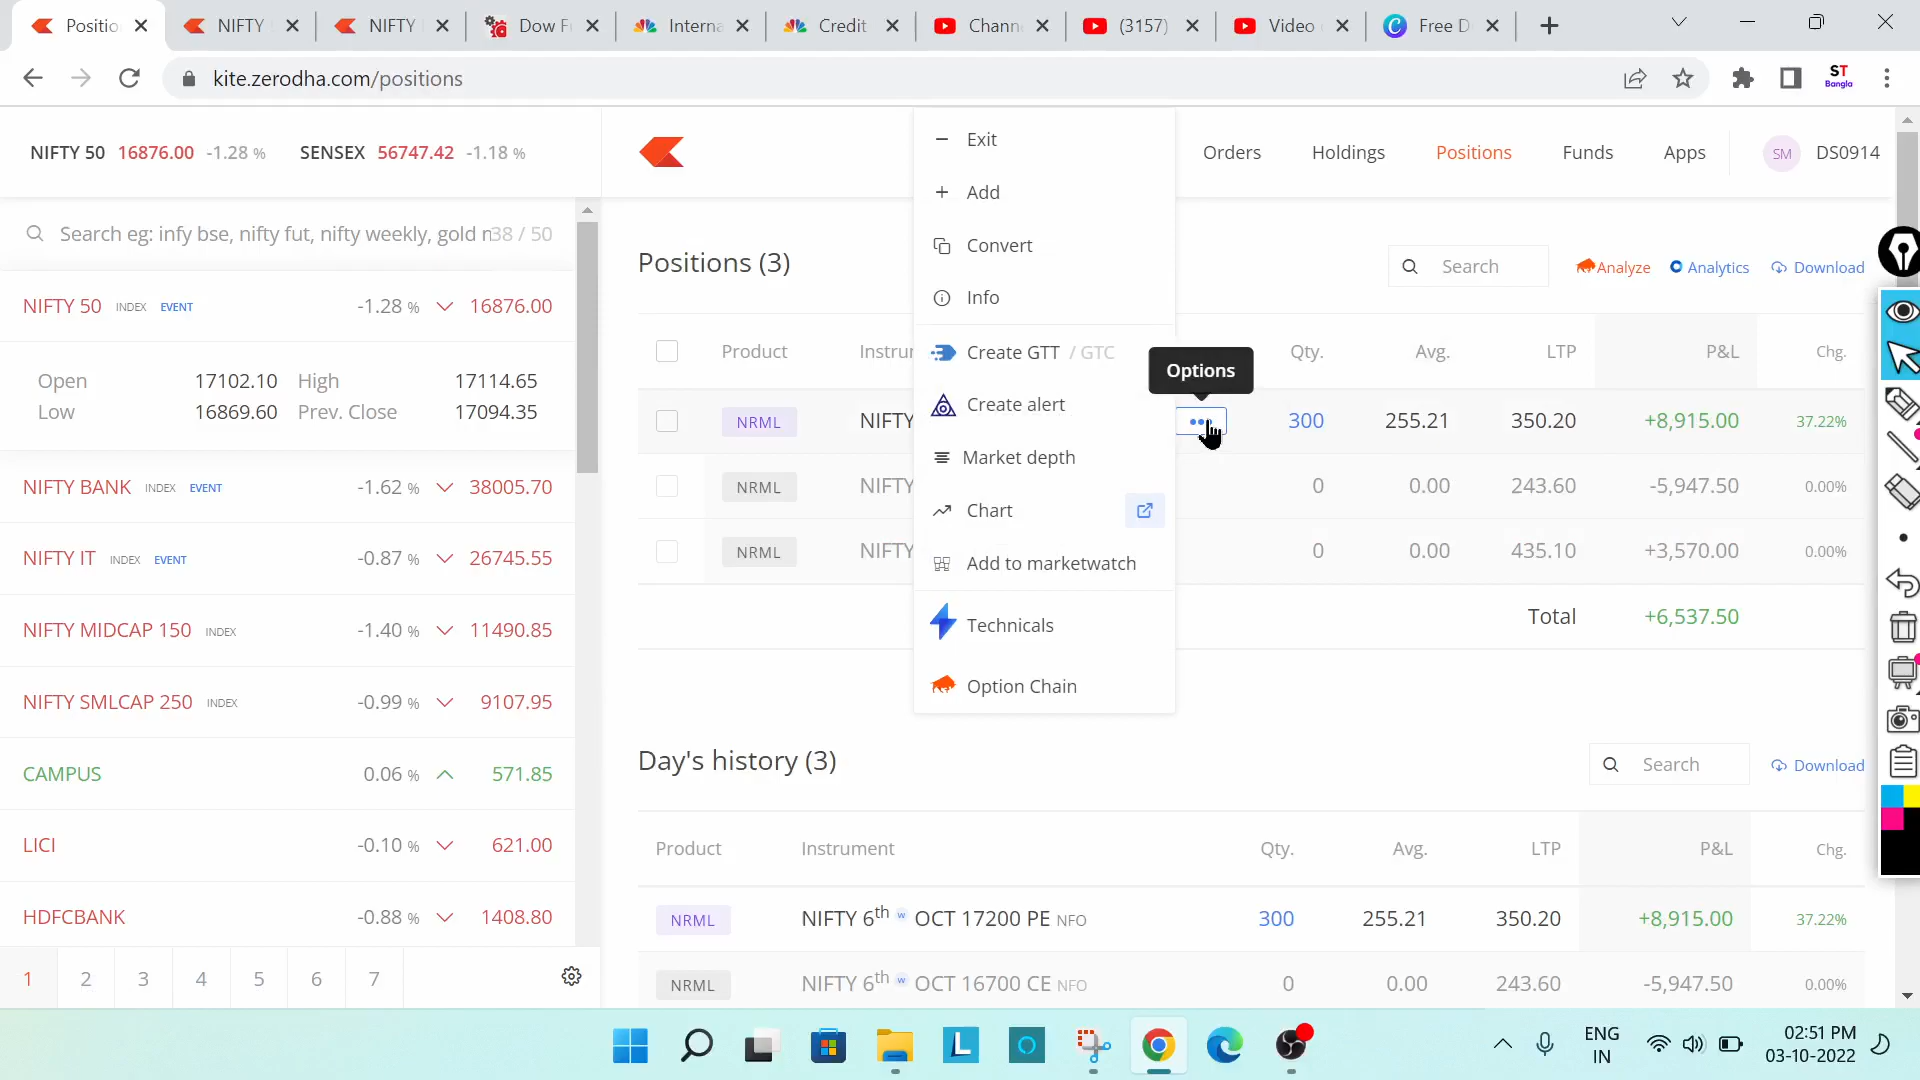 Positio
NIFTY
NIFTY
Dow F
Interna
Credit
Chann
(3157)
Video
Free D
kite.zerodha.com/positions
ST
Bangla
NIFTY 50 16876.00 -1.28 % SENSEX 56747.42 -1.18 %
Orders Holdings Positions Funds Apps SM DS0914
Search eg: infy bse, nifty fut, nifty weekly, gold m 38 / 50
NIFTY 50 INDEX EVENT -1.28 % 16876.00
Open 17102.10 High 17114.65
Low 16869.60 Prev. Close 17094.35
NIFTY BANK INDEX EVENT -1.62 % 38005.70
NIFTY IT INDEX EVENT -0.87 % 26745.55
NIFTY MIDCAP 150 INDEX -1.40 % 11490.85
NIFTY SMLCAP 250 INDEX -0.99 % 9107.95
CAMPUS 0.06 % 571.85
LICI -0.10 % 621.00
HDFCBANK -0.88 % 1408.80
1 2 3 4 5 6 7
Exit
Add
Convert
Info
Create GTT / GTC
Create alert
Market depth
Chart
Add to marketwatch
Technicals
Option Chain
Options
Positions (3) Search Analyze Analytics Download
Product Instru Qty. Avg. LTP P&L Chg.
NRML NIFTY 300 255.21 350.20 +8,915.00 37.22%
NRML NIFTY 0 0.00 243.60 -5,947.50 0.00%
NRML NIFTY 0 0.00 435.10 +3,570.00 0.00%
Total +6,537.50
Day's history (3) Search Download
Product Instrument Qty. Avg. LTP P&L Chg.
NRML NIFTY 6th w OCT 17200 PE NFO 300 255.21 350.20 +8,915.00 37.22%
NRML NIFTY 6th w OCT 16700 CE NFO 0 0.00 243.60 -5,947.50 0.00%
L
ENG
IN
02:51 PM
03-10-2022